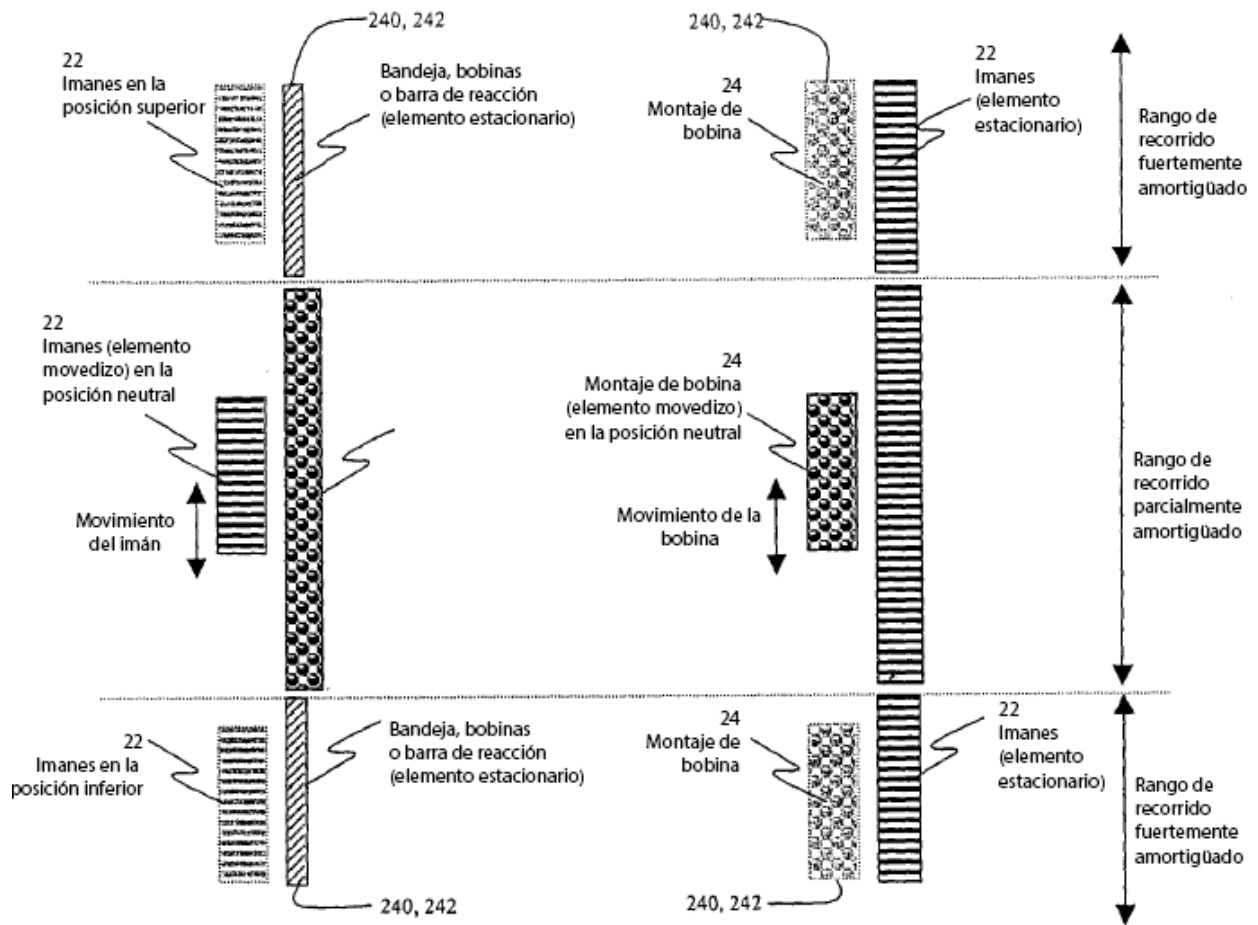 240, 242
240, 242
22
Imanes en la
posición superior
Bandeja, bobinas
o barra de reacción
(elemento estacionario)
24
Montaje de
bobina
22
Imanes
(elemento
estacionario)
Rango de
recorrido
fuertemente
amortigüado
22
Imanes (elemento
movedizo) en la
posición neutral
Movimiento
del imán
24
Montaje de bobina
(elemento movedizo)
en la posición neutral
Movimiento de la
bobina
Rango de
recorrido
parcialmente
amortigüado
22
Imanes en la
posición inferior
Bandeja, bobinas
o barra de reacción
(elemento estacionario)
24
Montaje de
bobina
22
Imanes
(elemento
estacionario)
Rango de
recorrido
fuertemente
amortigüado
240, 242
240, 242